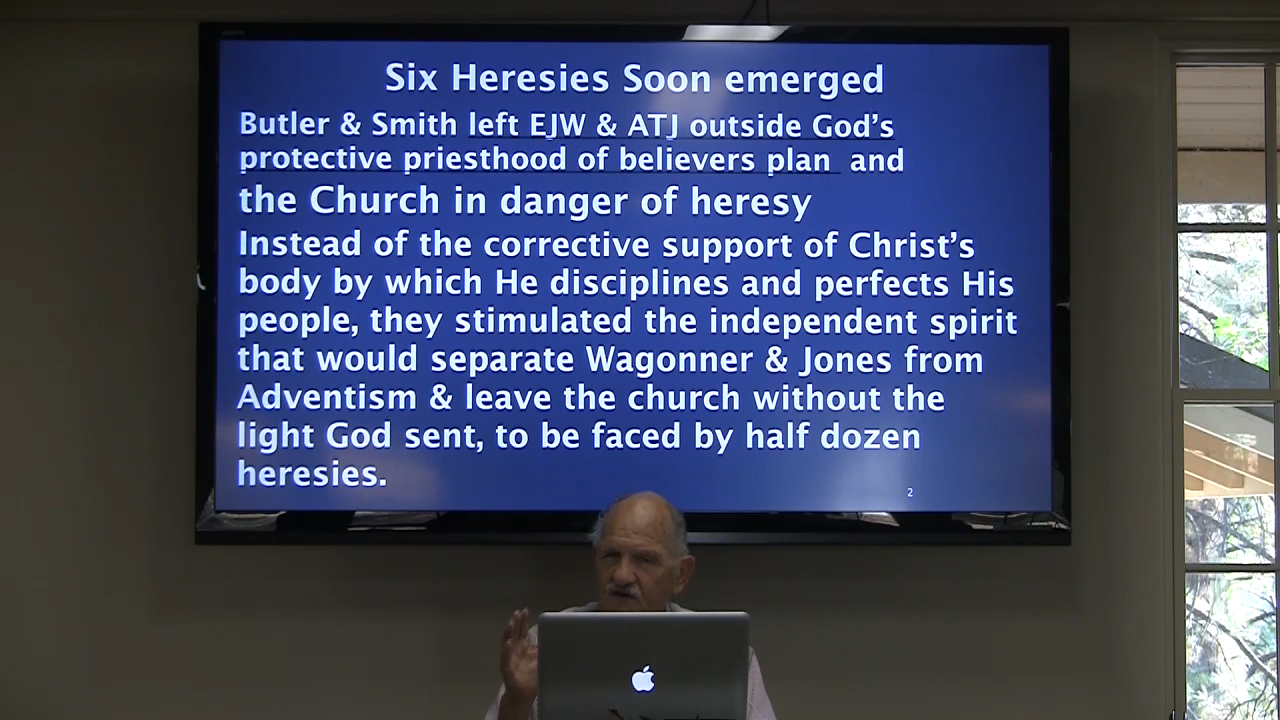 Six Heresies Soon emerged
Butler & Smith left EJW & ATJ outside God's
protective priesthood of believers plan and
the Church in danger of heresy
Instead of the corrective support of Christ's
body by which He disciplines and perfects His
people, they stimulated the independent spirit
that would separate Wagonner & Jones from
Adventism & leave the church without the
light God sent, to be faced by half dozen
heresies.
2